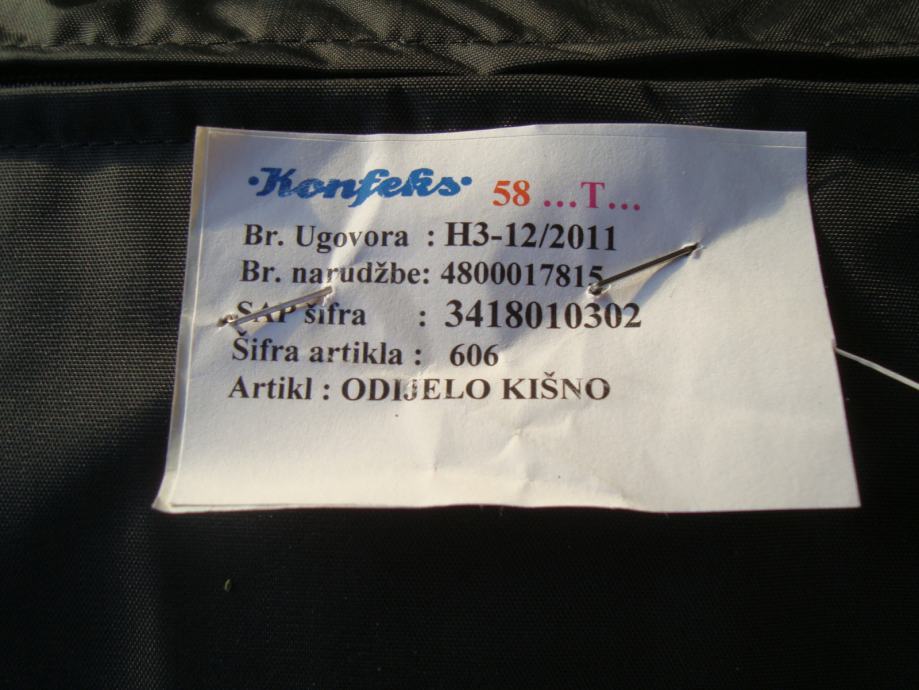 ·Konfeks· 58 ...T...
Br. Ugovora : H3-12/2011
Br. narudžbe: 4800017815
SAP šifra : 3418010302
Šifra artikla : 606
Artikl : ODIJELO KIŠNO